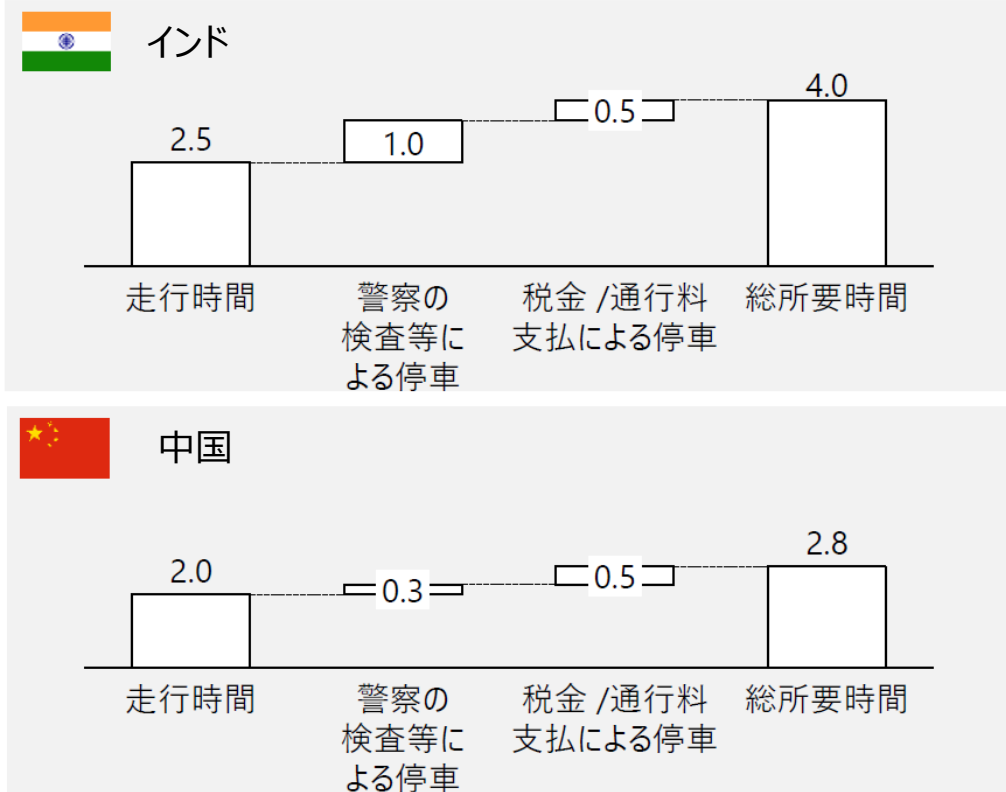 インド
4.0
0.5
2.5
1.0
走行時間
警察の
検査等に
よる停車
税金 /通行料
支払による停車
総所要時間
中国
2.8
2.0
0.3
0.5
走行時間
警察の
検査等に
よる停車
税金 /通行料
支払による停車
総所要時間